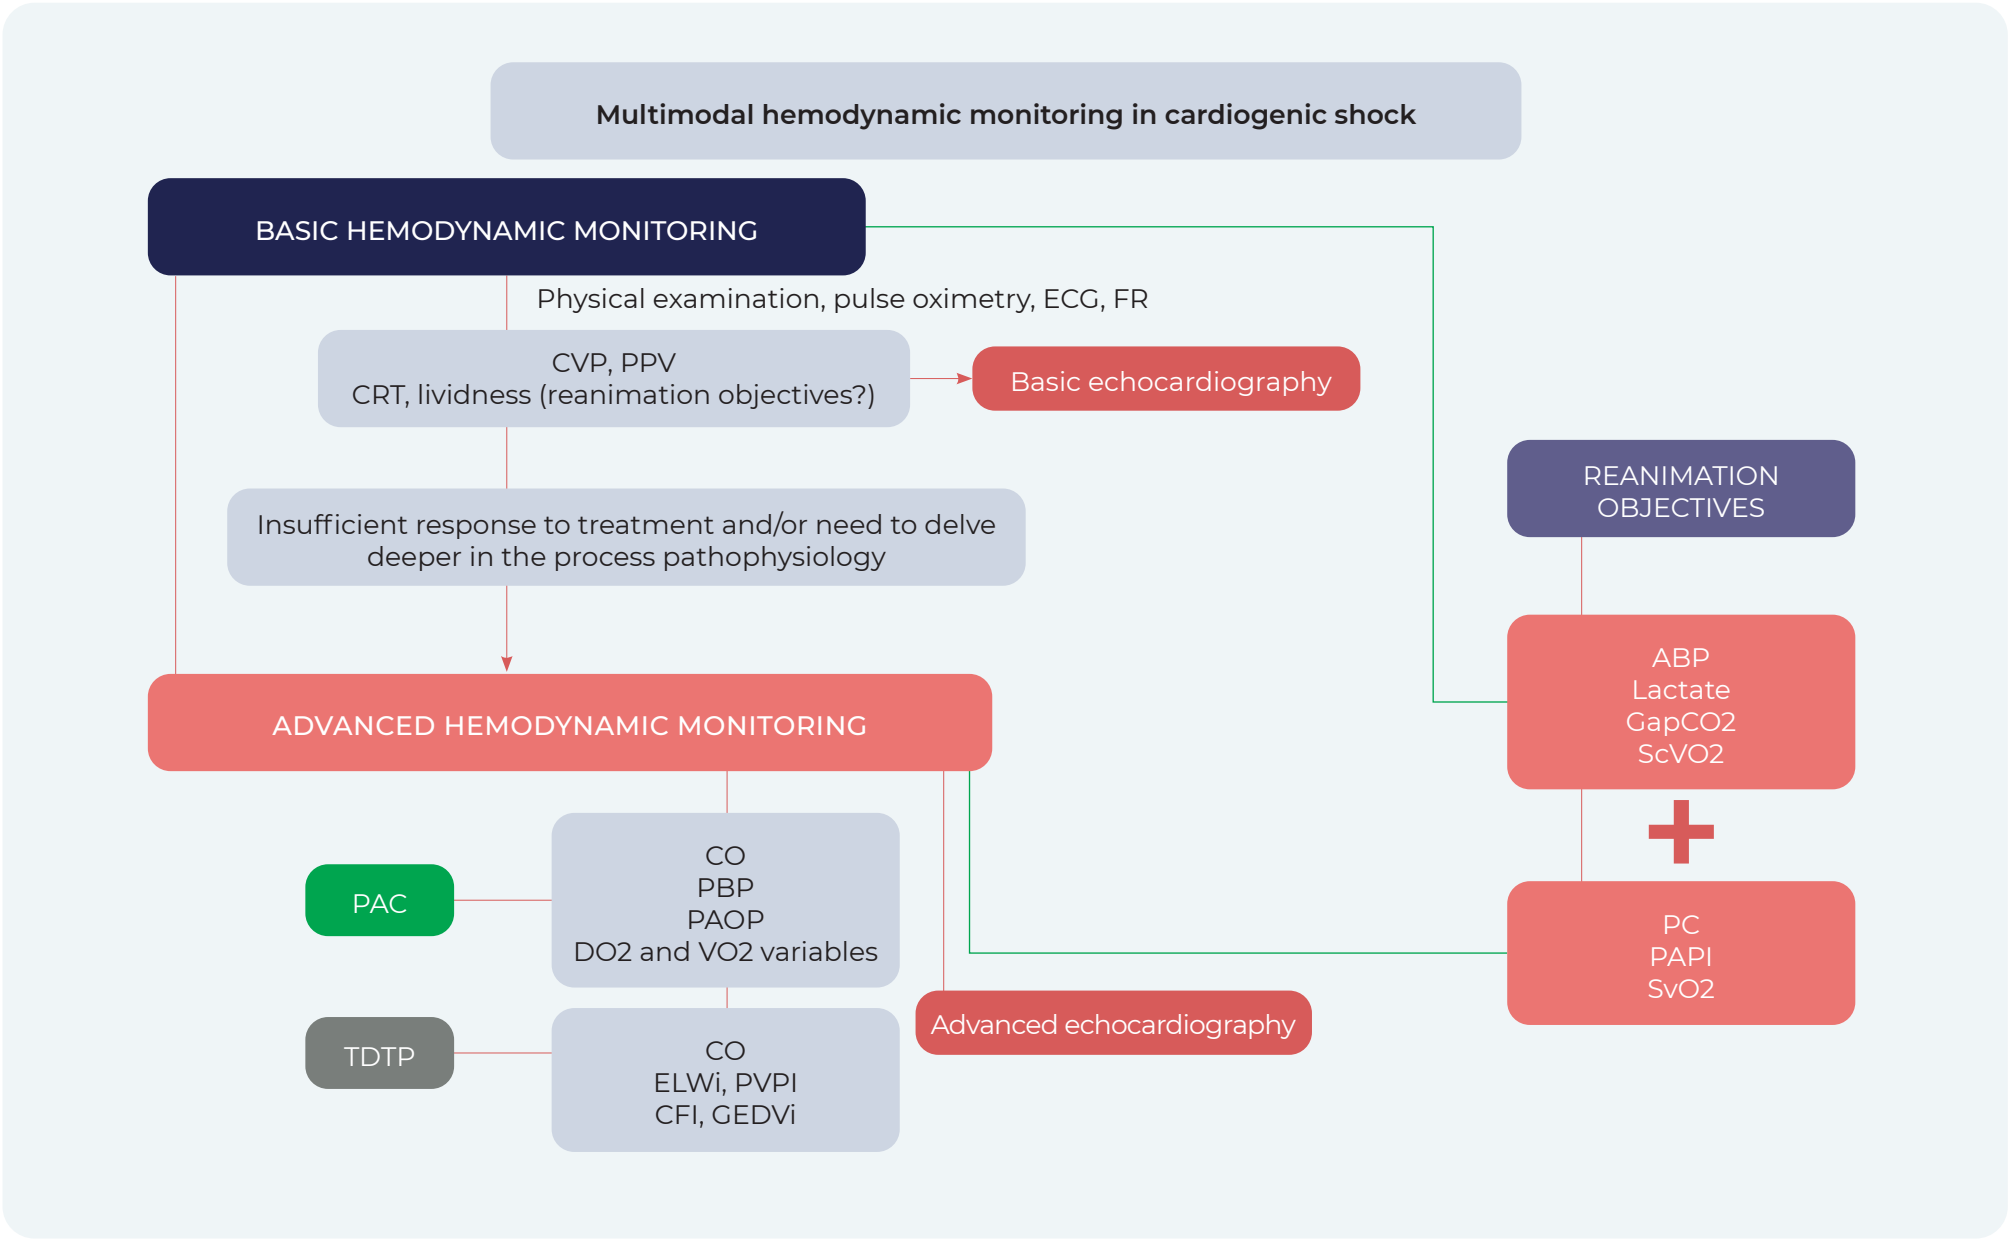 Multimodal hemodynamic monitoring in cardiogenic shock
BASIC HEMODYNAMIC MONITORING
Physical examination, pulse oximetry, ECG, FR
CVP, PPV
CRT, lividness (reanimation objectives?)
Basic echocardiography
Insufficient response to treatment and/or need to delve
deeper in the process pathophysiology
REANIMATION
OBJECTIVES
ABP
Lactate
GapCO2
ScVO2
ADVANCED HEMODYNAMIC MONITORING
CO
PBP
PAOP
DO2 and VO2 variables
PAC
PC
PAPI
SvO2
Advanced echocardiography
TDTP
CO
ELWi, PVPI
CFI, GEDVi